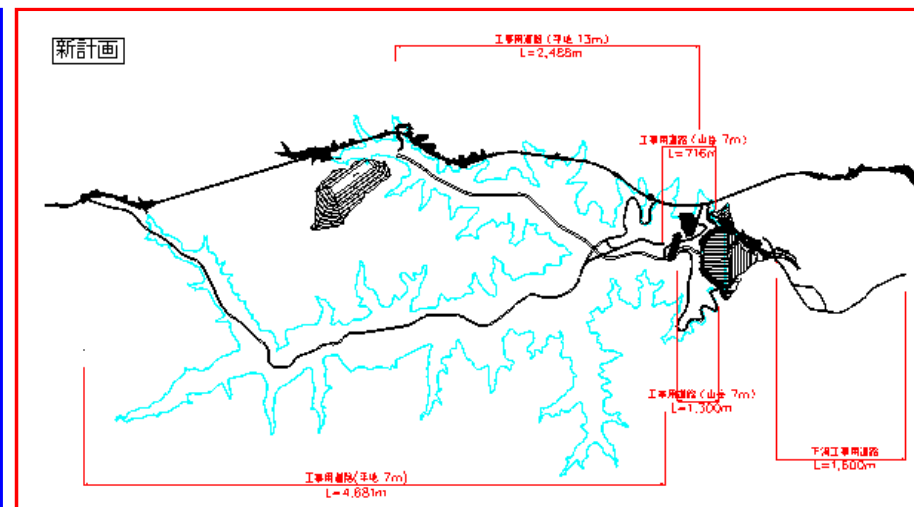 新計画
工事用道路(平地 13m)
L=2,488m
工事用道路(山岳 7m)
L=716m
工事用道路(山岳 7m)
L=1,300m
下流工事用道路
L=1,600m
工事用道路(平地 7m)
L=4,681m